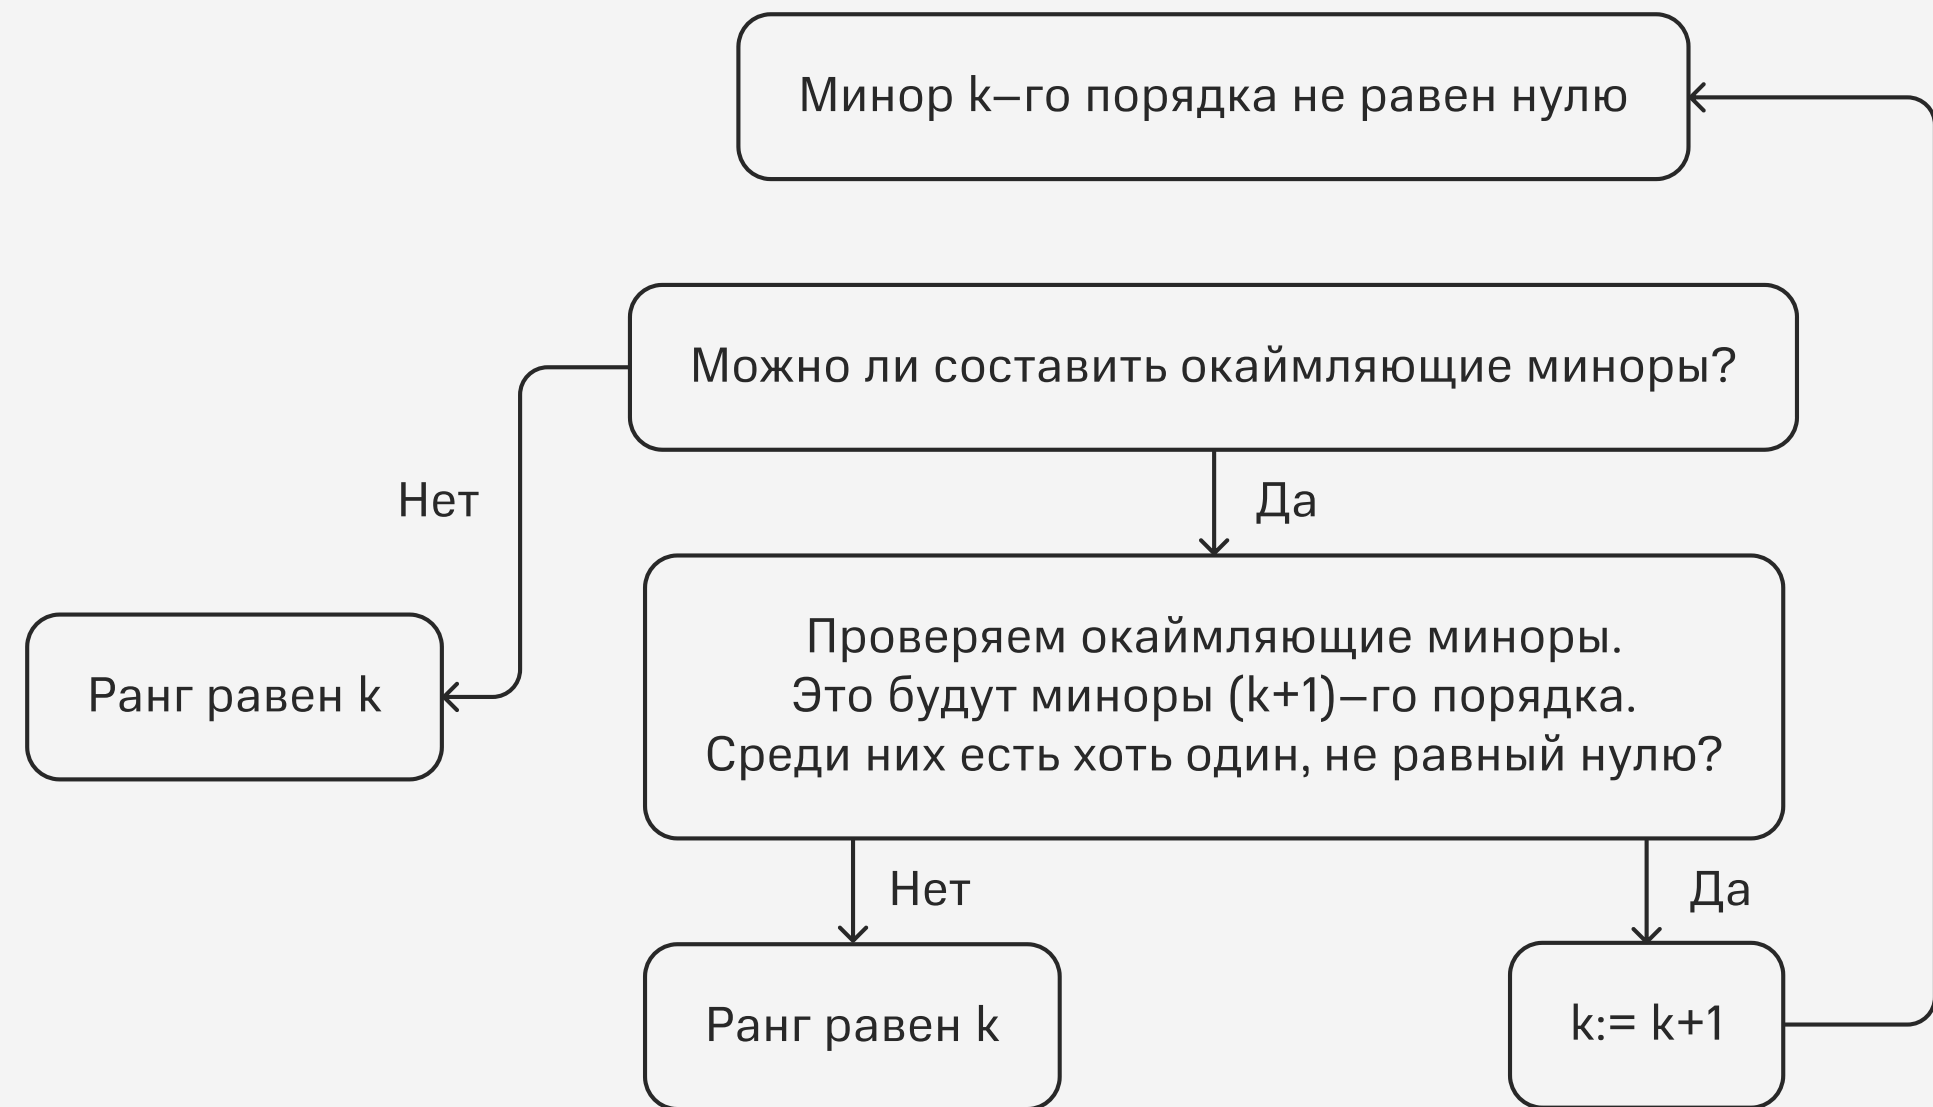 Минор k–го порядка не равен нулю
Можно ли составить окаймляющие миноры?
Нет
Да
Ранг равен k
Проверяем окаймляющие миноры.
Это будут миноры (k+1)–го порядка.
Среди них есть хоть один, не равный нулю?
Нет
Да
Ранг равен k
k:= k+1